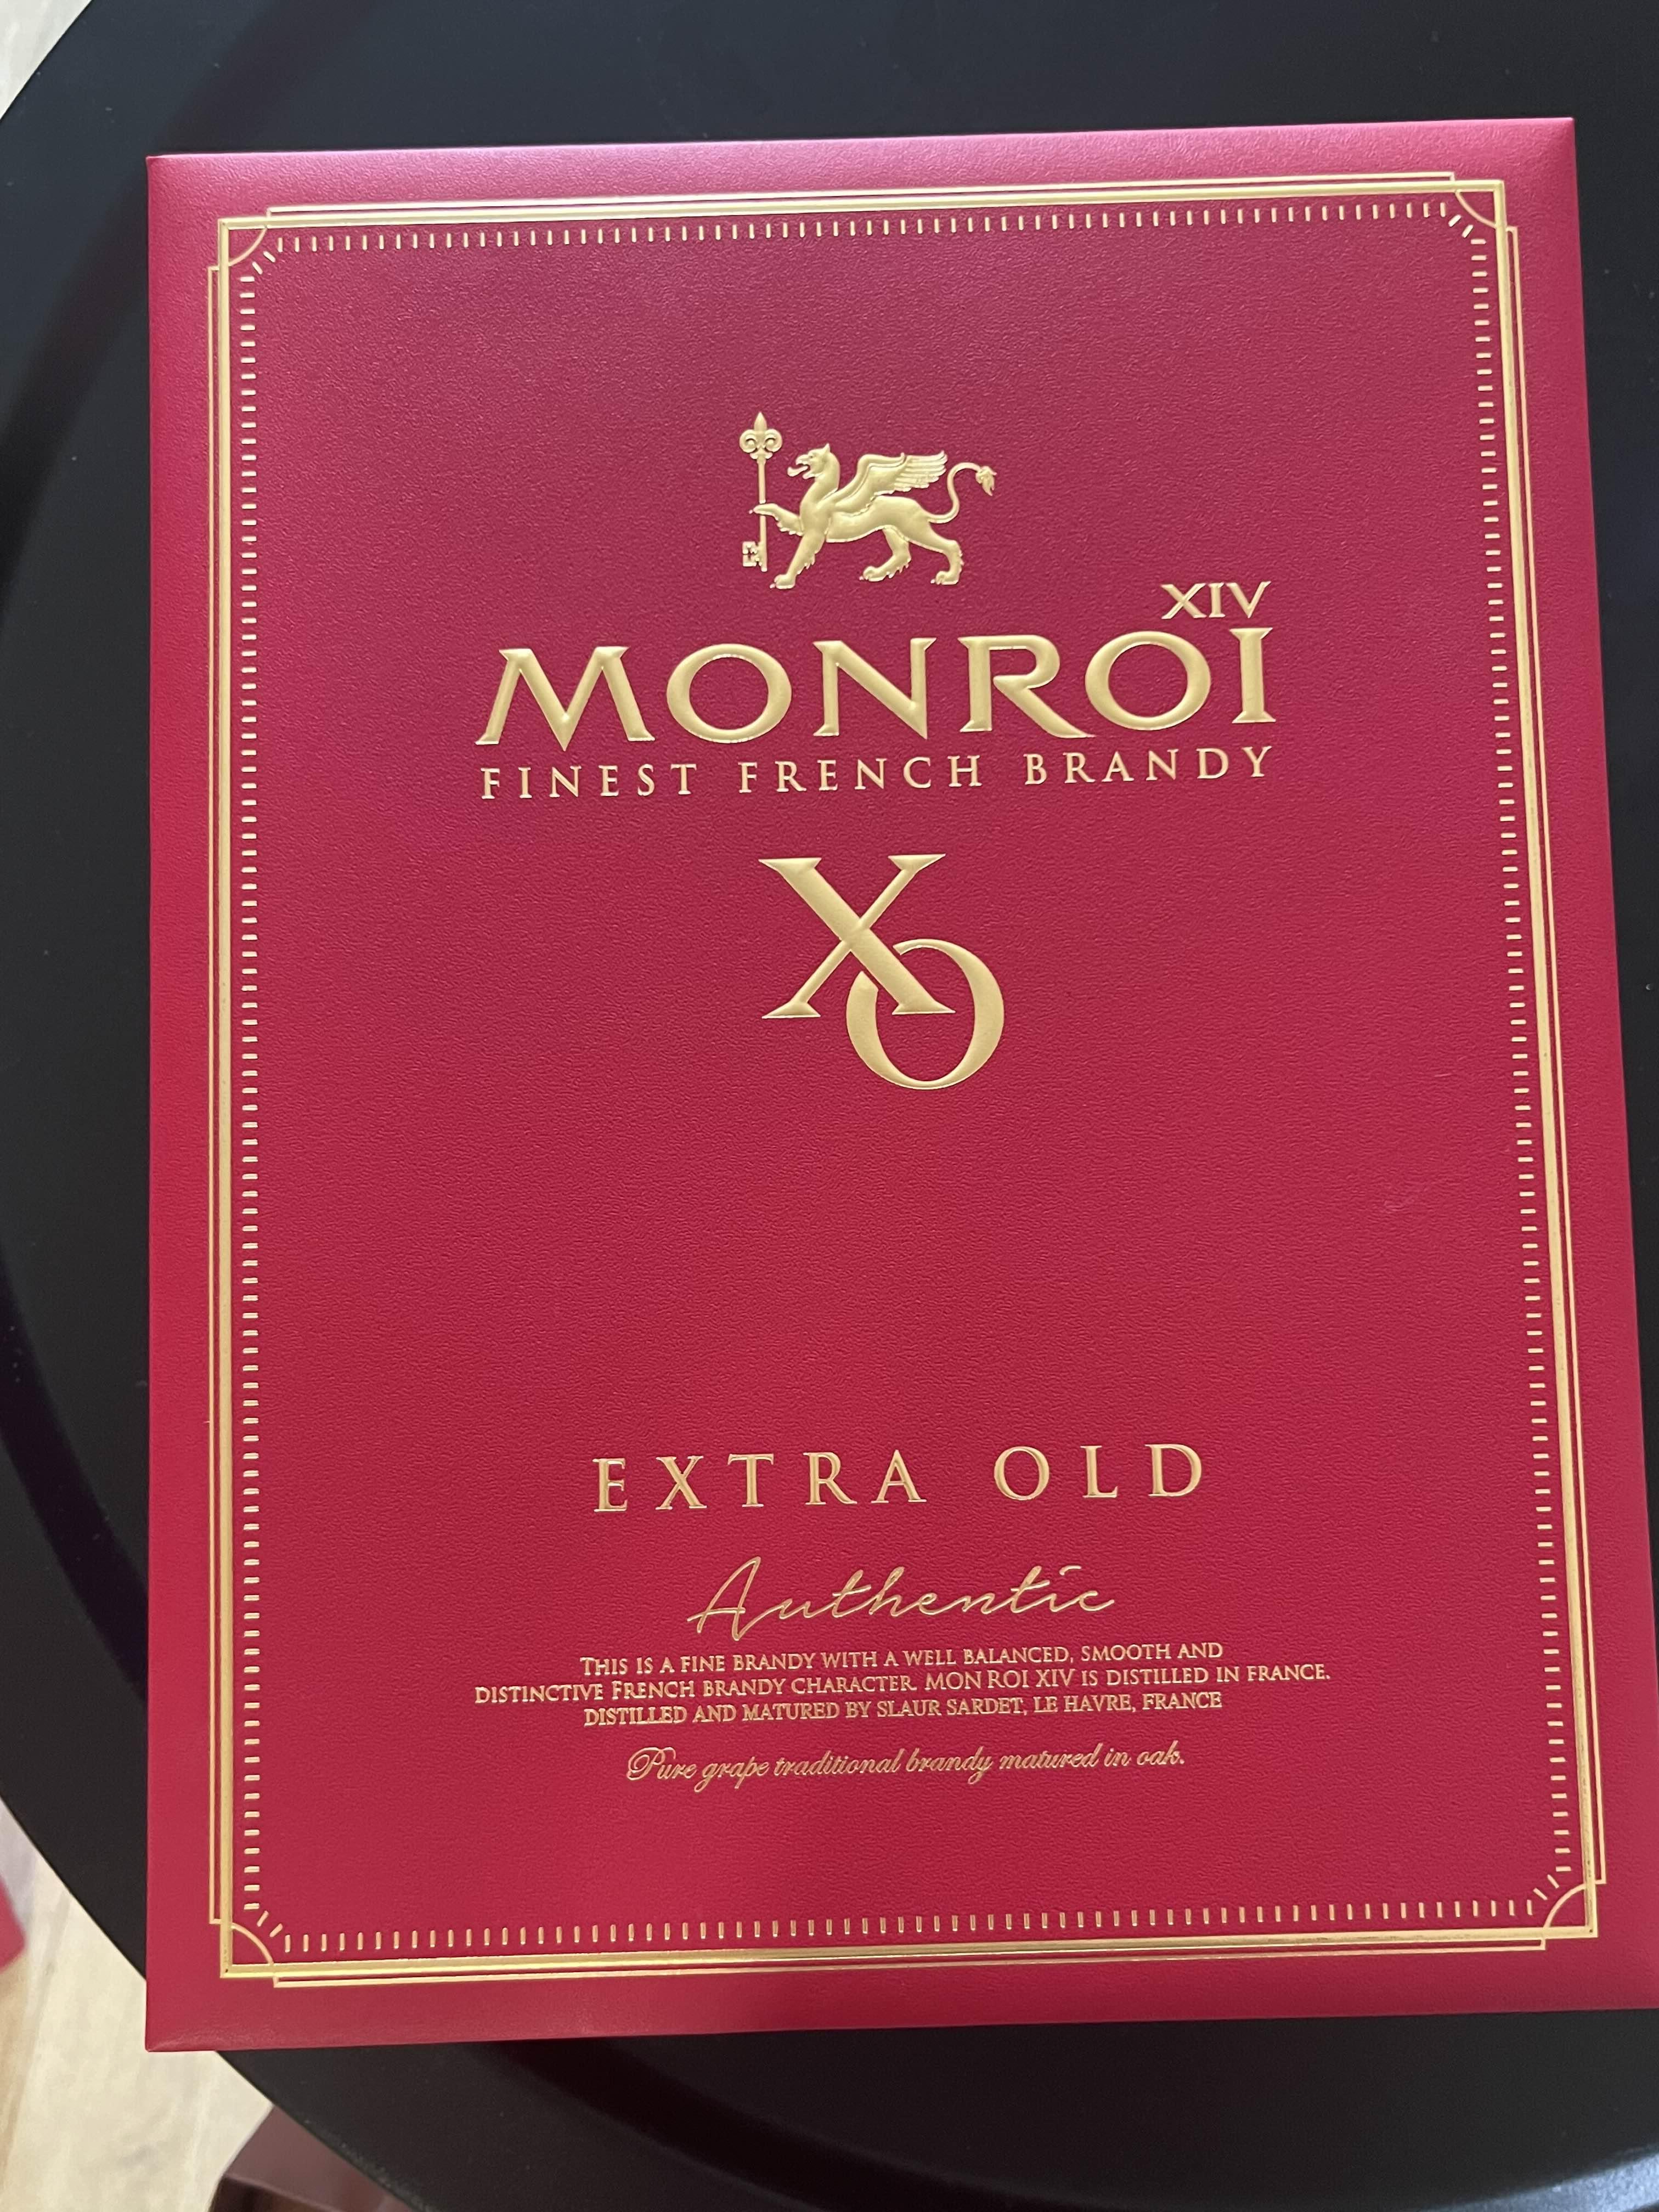 XIV
MONROI
FINEST FRENCH BRANDY
XO
EXTRA OLD
Authentic
THIS IS A FINE BRANDY WITH A WELL BALANCED, SMOOTH AND
DISTINCTIVE FRENCH BRANDY CHARACTER. MON ROI XIV IS DISTILLED IN FRANCE.
DISTILLED AND MATURED BY SLAUR SARDET, LE HAVRE, FRANCE
Pure grape traditional brandy matured in oak.